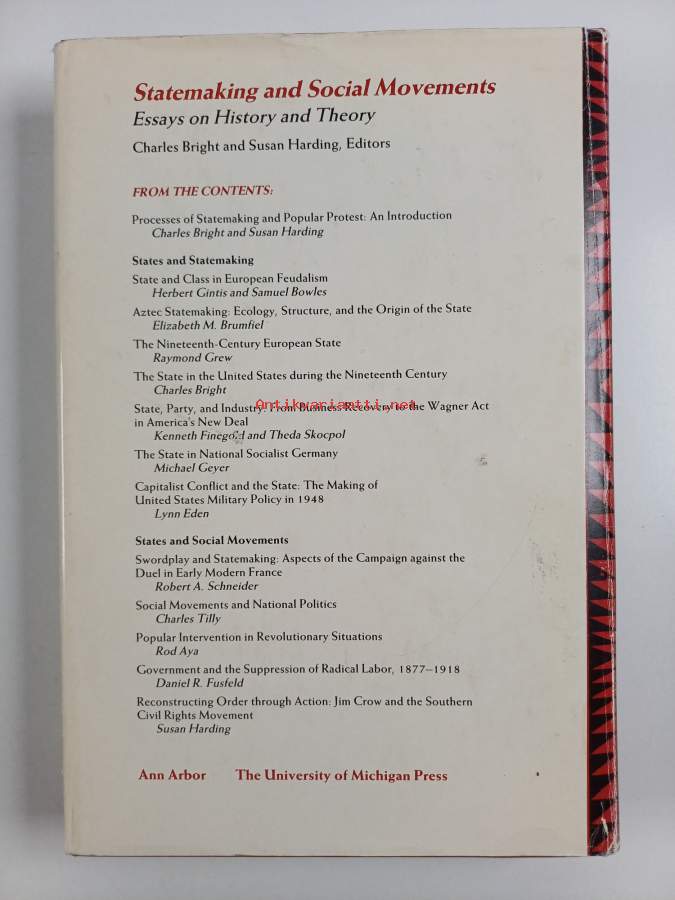 Statemaking and Social Movements
Essays on History and Theory
Charles Bright and Susan Harding, Editors
FROM THE CONTENTS:
Processes of Statemaking and Popular Protest: An Introduction
Charles Bright and Susan Harding
States and Statemaking
State and Class in European Feudalism
Herbert Gintis and Samuel Bowles
Aztec Statemaking: Ecology, Structure, and the Origin of the State
Elizabeth M. Brumfiel
The Nineteenth-Century European State
Raymond Grew
The State in the United States during the Nineteenth Century
Charles Bright
Antikvariantti.net
State, Party, and Industry: From Business Recovery to the Wagner Act
in America's New Deal
Kenneth Finegold and Theda Skocpol
The State in National Socialist Germany
Michael Geyer
Capitalist Conflict and the State: The Making of
United States Military Policy in 1948
Lynn Eden
States and Social Movements
Swordplay and Statemaking: Aspects of the Campaign against the
Duel in Early Modern France
Robert A. Schneider
Social Movements and National Politics
Charles Tilly
Popular Intervention in Revolutionary Situations
Rod Aya
Government and the Suppression of Radical Labor, 1877–1918
Daniel R. Fusfeld
Reconstructing Order through Action: Jim Crow and the Southern
Civil Rights Movement
Susan Harding
Ann Arbor The University of Michigan Press